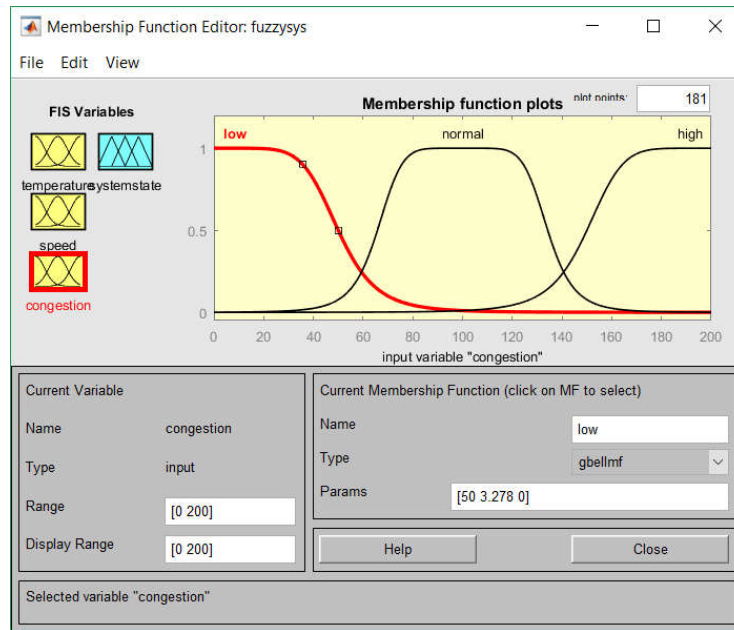 Membership Function Editor: fuzzysys
File Edit View
FIS Variables
temperature
systemstate
speed
congestion
Membership function plots
plot points:
181
low
normal
high
1
0.5
0
0 20 40 60 80 100 120 140 160 180 200
input variable "congestion"
Current Variable
Name congestion
Type input
Range [0 200]
Display Range [0 200]
Current Membership Function (click on MF to select)
Name low
Type gbellmf
Params [50 3.278 0]
Help
Close
Selected variable "congestion"